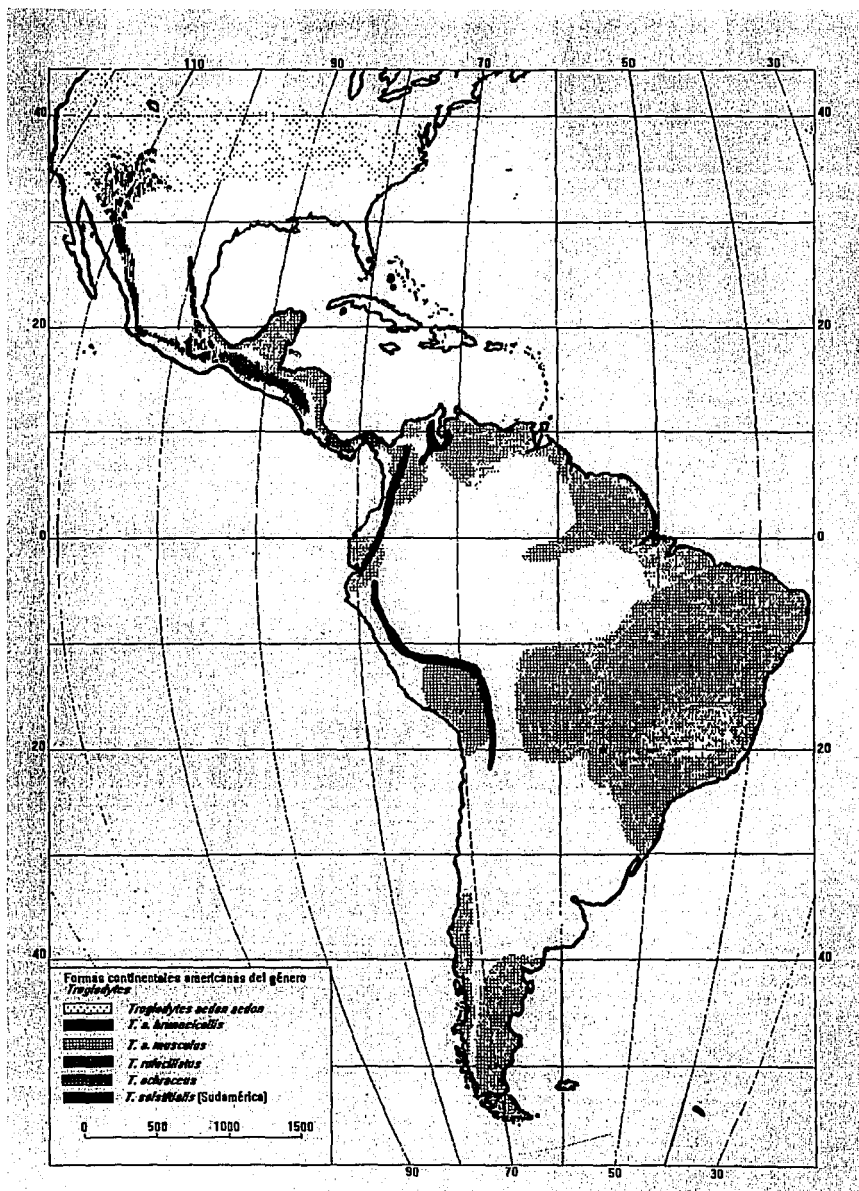 110 90 70 50 30
40 40
20 20
0 0
20 20
40 40
Formas continentales americanas del género
Troglodytes
Troglodytes aedon aedon
T. a. brunneicollis
T. a. musculus
T. rufociliatus
T. ochraceus
T. solstitialis (Sudamérica)
0 500 1000 1500
90 70 50 30